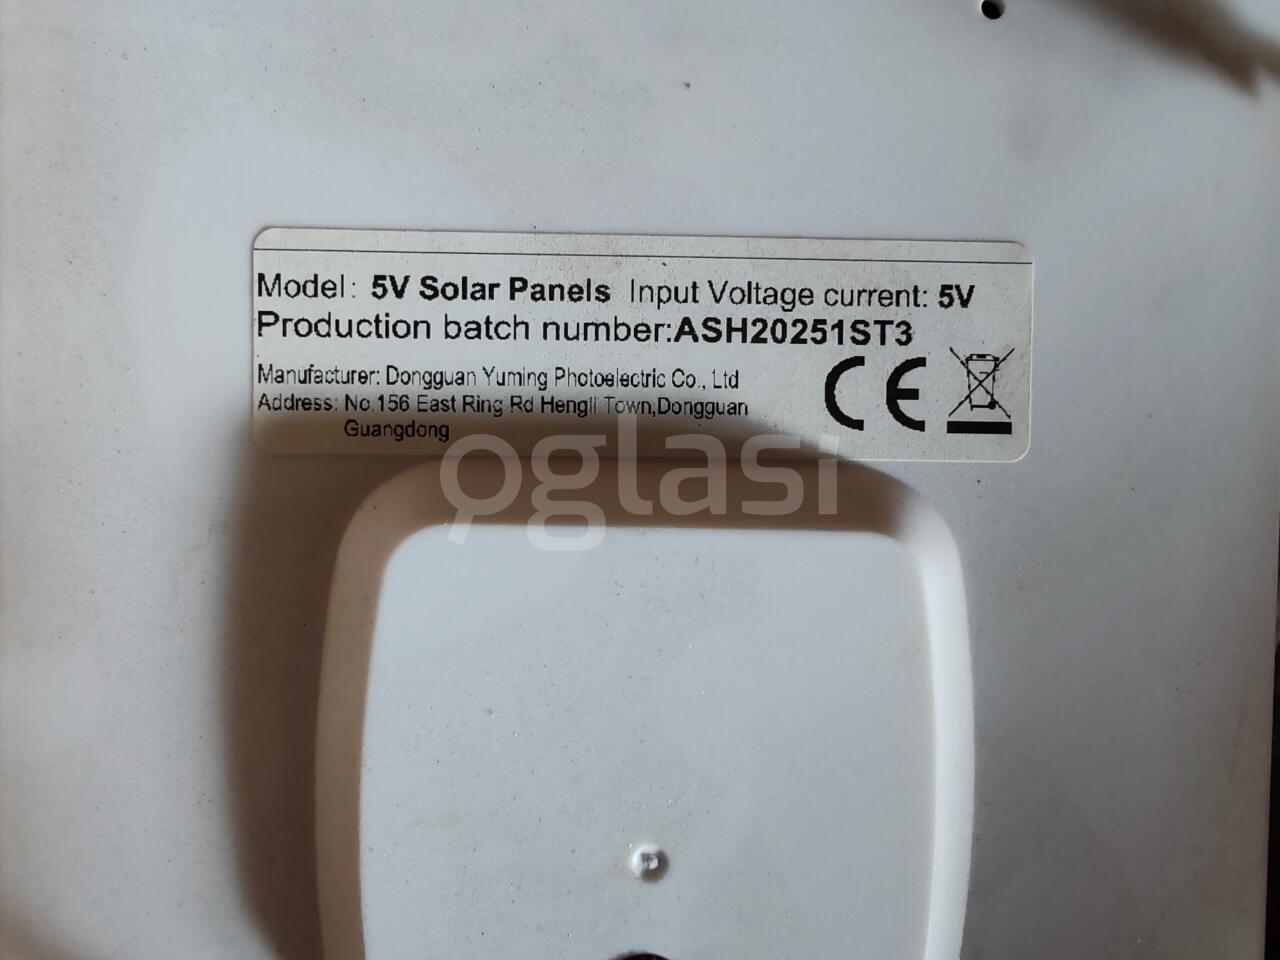 Model: 5V Solar Panels Input Voltage current: 5V
Production batch number:ASH20251ST3
Manufacturer: Dongguan Yuming Photoelectric Co., Ltd
Address: No.156 East Ring Rd Hengli Town,Dongguan
Guangdong
CE
oglasi